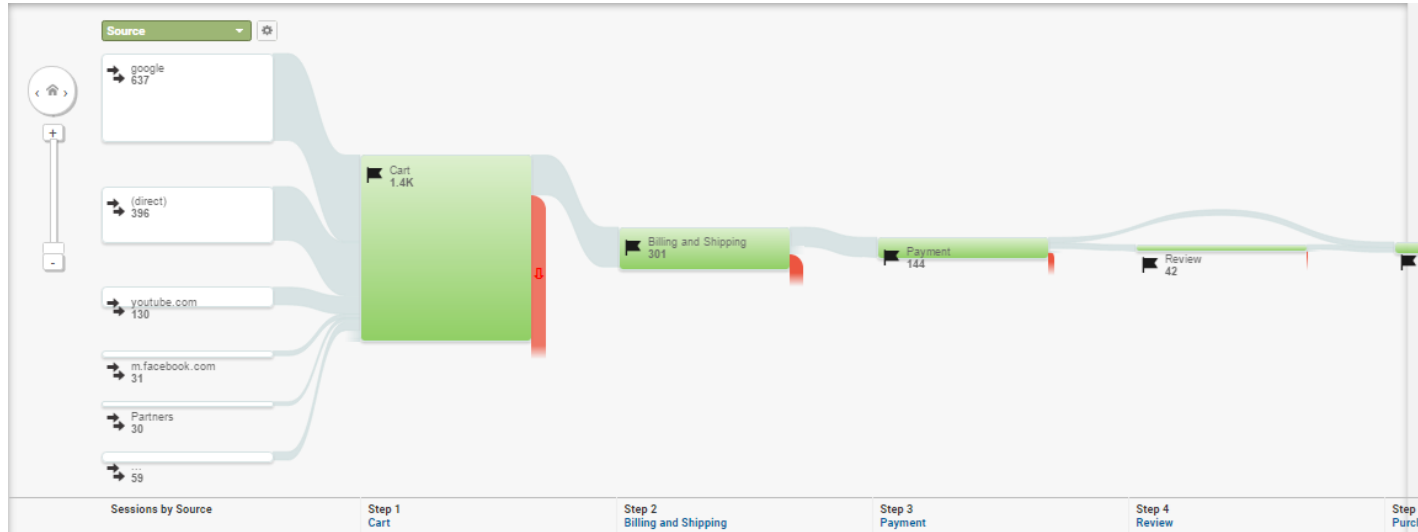 Source
google
637
(direct)
396
youtube.com
130
m.facebook.com
31
Partners
30
...
59
Cart
1.4K
Billing and Shipping
301
Payment
144
Review
42
+
-
Sessions by Source
Step 1
Cart
Step 2
Billing and Shipping
Step 3
Payment
Step 4
Review
Step